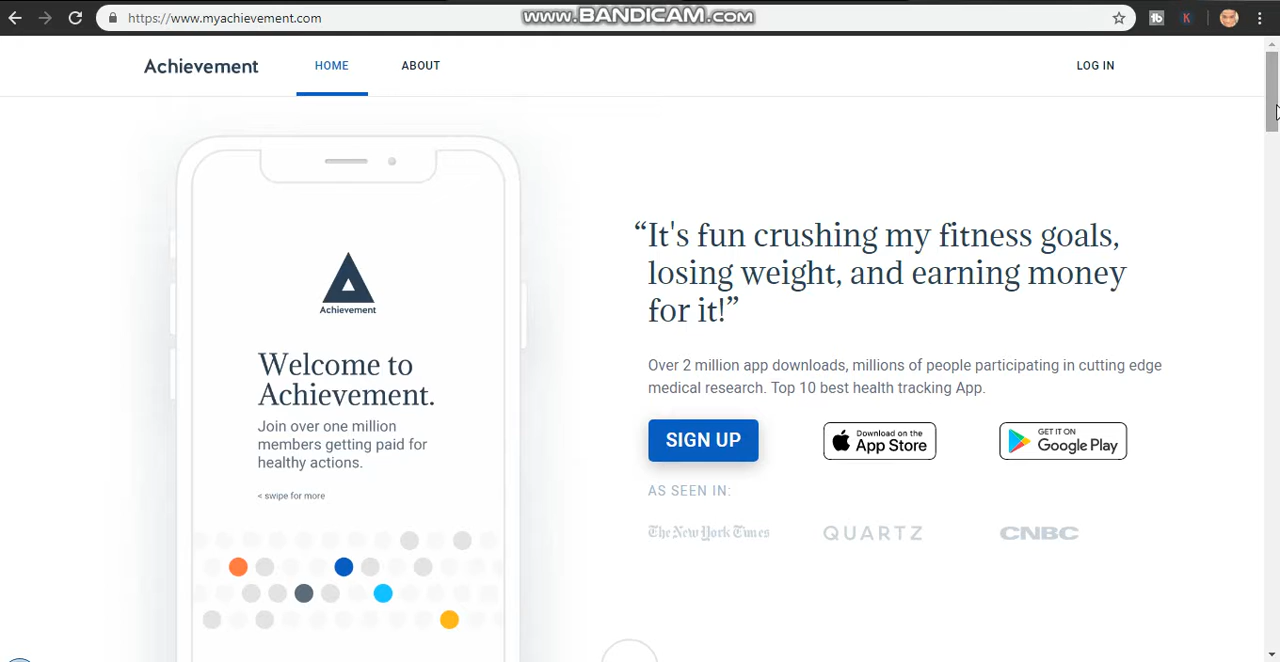 https://www.myachievement.com
www.BANDICAM.com
Achievement
HOME
ABOUT
LOG IN
Achievement
Welcome to
Achievement.
Join over one million
members getting paid for
healthy actions.
< swipe for more
“It's fun crushing my fitness goals,
losing weight, and earning money
for it!”
Over 2 million app downloads, millions of people participating in cutting edge
medical research. Top 10 best health tracking App.
SIGN UP
Download on the
App Store
GET IT ON
Google Play
AS SEEN IN:
The New York Times
QUARTZ
CNBC